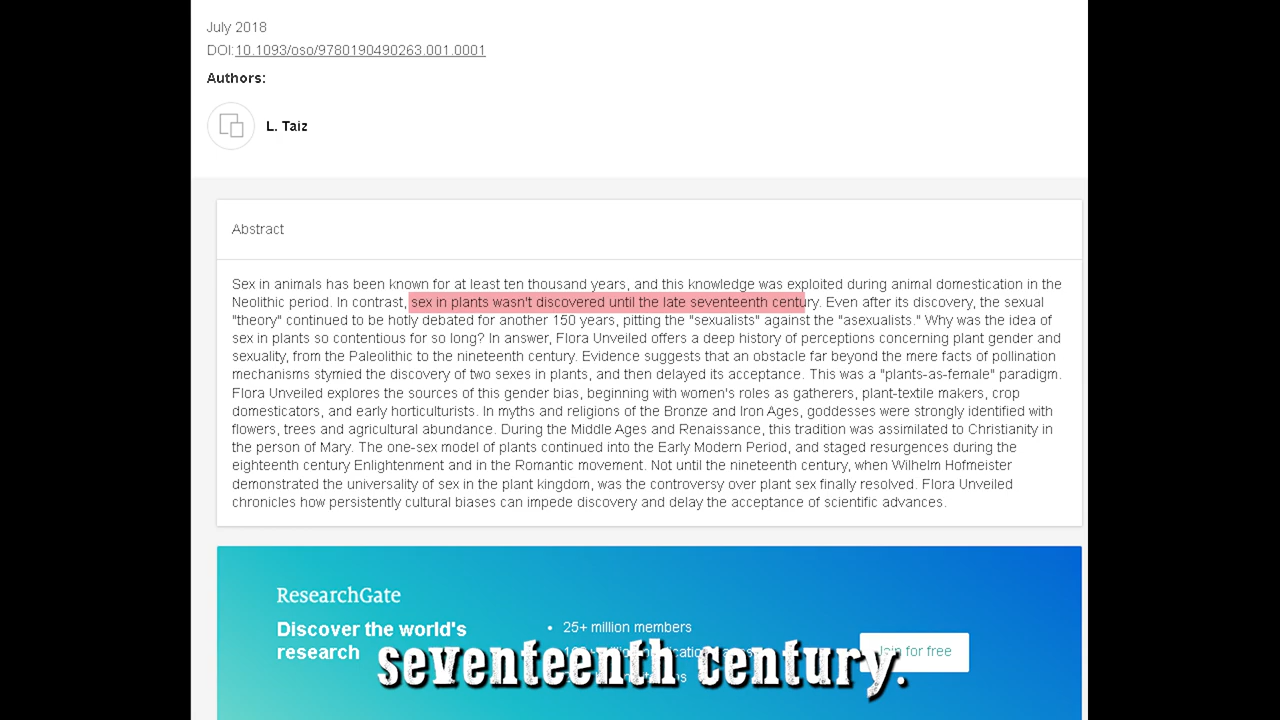 July 2018
DOI:10.1093/oso/9780190490263.001.0001
Authors:
L. Taiz
Abstract
Sex in animals has been known for at least ten thousand years, and this knowledge was exploited during animal domestication in the
Neolithic period. In contrast, sex in plants wasn't discovered until the late seventeenth century. Even after its discovery, the sexual
"theory" continued to be hotly debated for another 150 years, pitting the "sexualists" against the "asexualists." Why was the idea of
sex in plants so contentious for so long? In answer, Flora Unveiled offers a deep history of perceptions concerning plant gender and
sexuality, from the Paleolithic to the nineteenth century. Evidence suggests that an obstacle far beyond the mere facts of pollination
mechanisms stymied the discovery of two sexes in plants, and then delayed its acceptance. This was a "plants-as-female" paradigm.
Flora Unveiled explores the sources of this gender bias, beginning with women's roles as gatherers, plant-textile makers, crop
domesticators, and early horticulturists. In myths and religions of the Bronze and Iron Ages, goddesses were strongly identified with
flowers, trees and agricultural abundance. During the Middle Ages and Renaissance, this tradition was assimilated to Christianity in
the person of Mary. The one-sex model of plants continued into the Early Modern Period, and staged resurgences during the
eighteenth century Enlightenment and in the Romantic movement. Not until the nineteenth century, when Wilhelm Hofmeister
demonstrated the universality of sex in the plant kingdom, was the controversy over plant sex finally resolved. Flora Unveiled
chronicles how persistently cultural biases can impede discovery and delay the acceptance of scientific advances.
ResearchGate
Discover the world's
research
• 25+ million members
for free
seventeenth century.